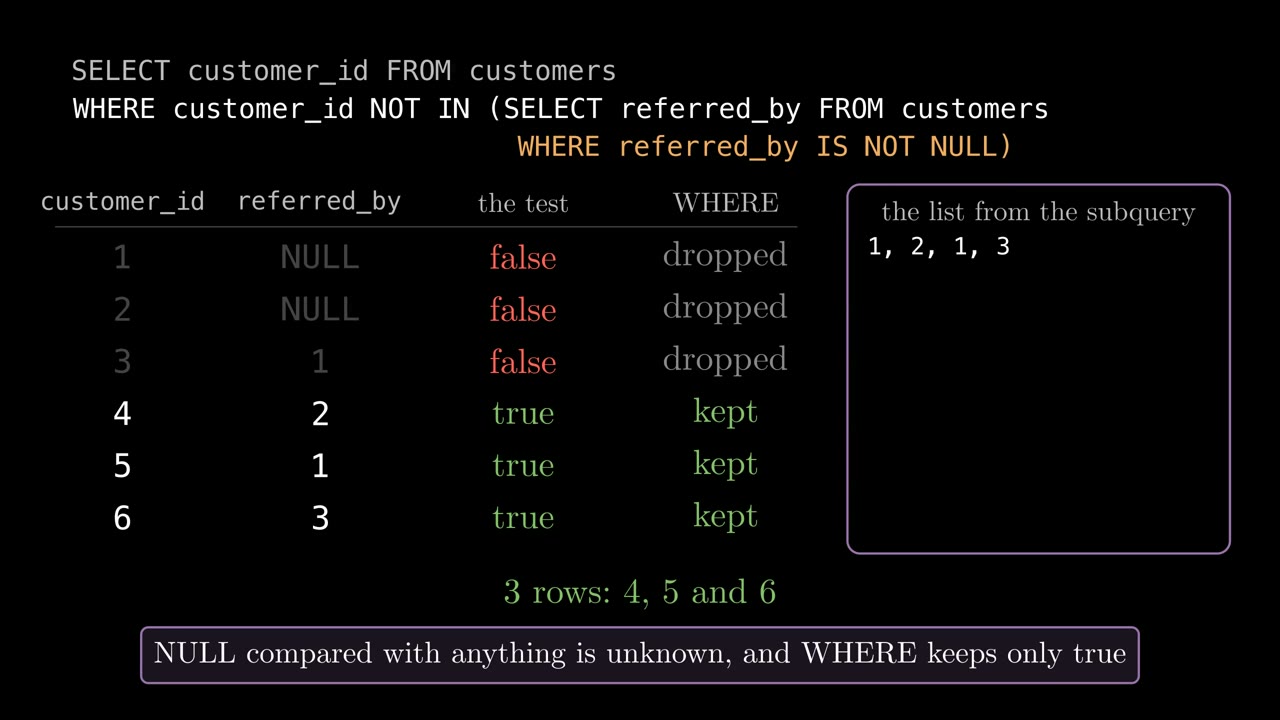 SELECT customer_id FROM customers
WHERE customer_id NOT IN (SELECT referred_by FROM customers
WHERE referred_by IS NOT NULL)
customer_id referred_by the test WHERE
1 NULL false dropped
2 NULL false dropped
3 1 false dropped
4 2 true kept
5 1 true kept
6 3 true kept
the list from the subquery
1, 2, 1, 3
3 rows: 4, 5 and 6
NULL compared with anything is unknown, and WHERE keeps only true